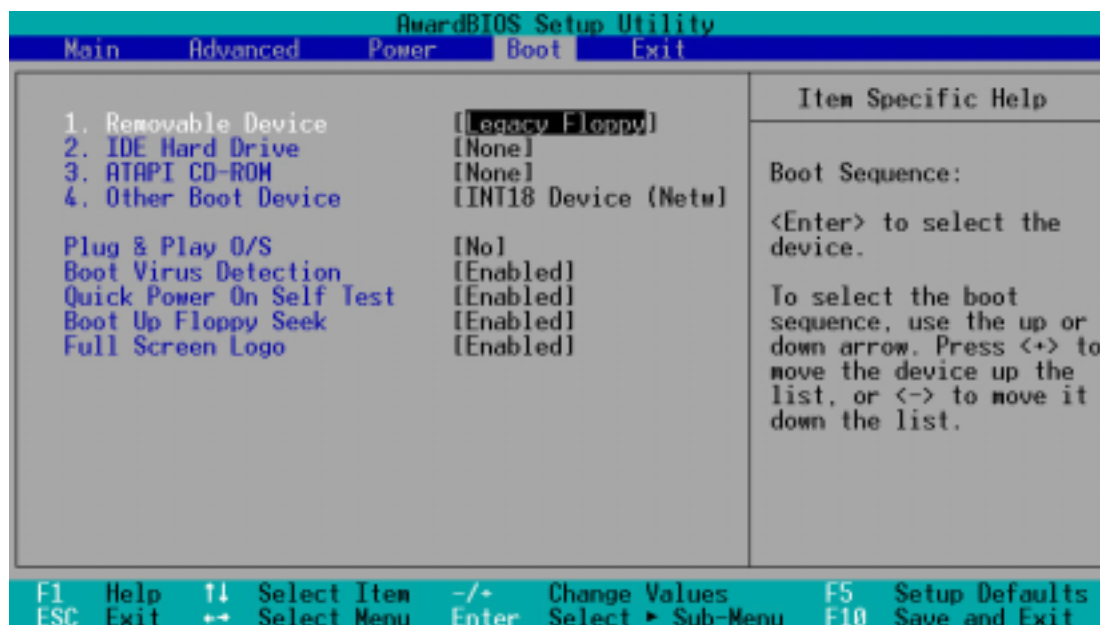 AwardBIOS Setup Utility
Main Advanced Power Boot Exit
1. Removable Device [Legacy Floppy]
2. IDE Hard Drive [None]
3. ATAPI CD-ROM [None]
4. Other Boot Device [INT18 Device (Netw]
Plug & Play O/S [No]
Boot Virus Detection [Enabled]
Quick Power On Self Test [Enabled]
Boot Up Floppy Seek [Enabled]
Full Screen Logo [Enabled]
Item Specific Help
Boot Sequence:
<Enter> to select the
device.
To select the boot
sequence, use the up or
down arrow. Press <+> to
move the device up the
list, or <-> to move it
down the list.
F1 Help ↑↓ Select Item -/+ Change Values F5 Setup Defaults
ESC Exit ←→ Select Menu Enter Select ► Sub-Menu F10 Save and Exit